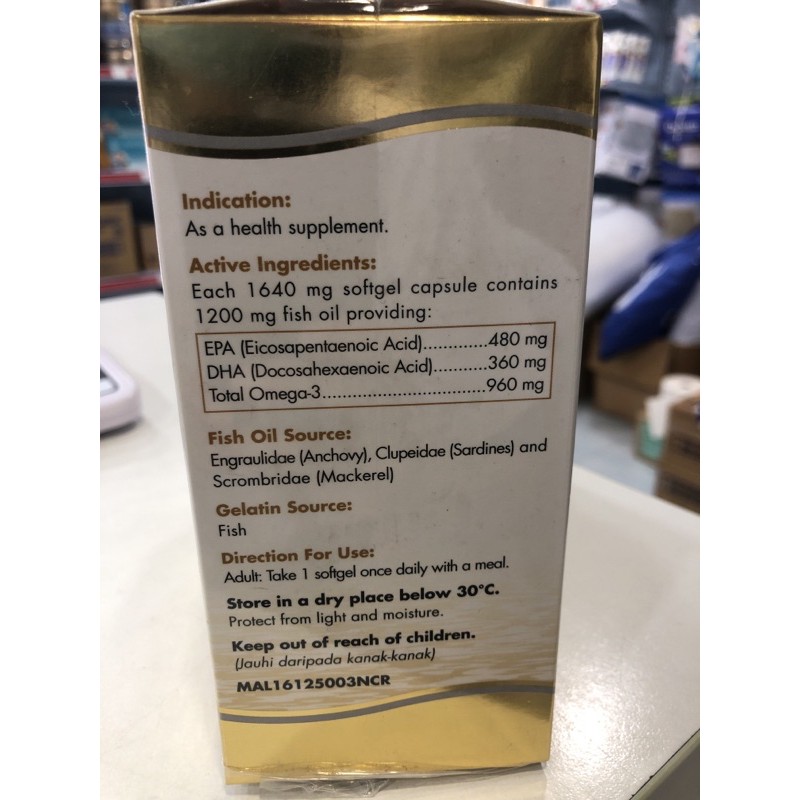 Indication:
As a health supplement.
Active Ingredients:
Each 1640 mg softgel capsule contains
1200 mg fish oil providing:
EPA (Eicosapentaenoic Acid).............480 mg
DHA (Docosahexaenoic Acid)..........360 mg
Total Omega-3.................................960 mg
Fish Oil Source:
Engraulidae (Anchovy), Clupeidae (Sardines) and
Scrombridae (Mackerel)
Gelatin Source:
Fish
Direction For Use:
Adult: Take 1 softgel once daily with a meal.
Store in a dry place below 30°C.
Protect from light and moisture.
Keep out of reach of children.
(Jauhi daripada kanak-kanak)
MAL16125003NCR